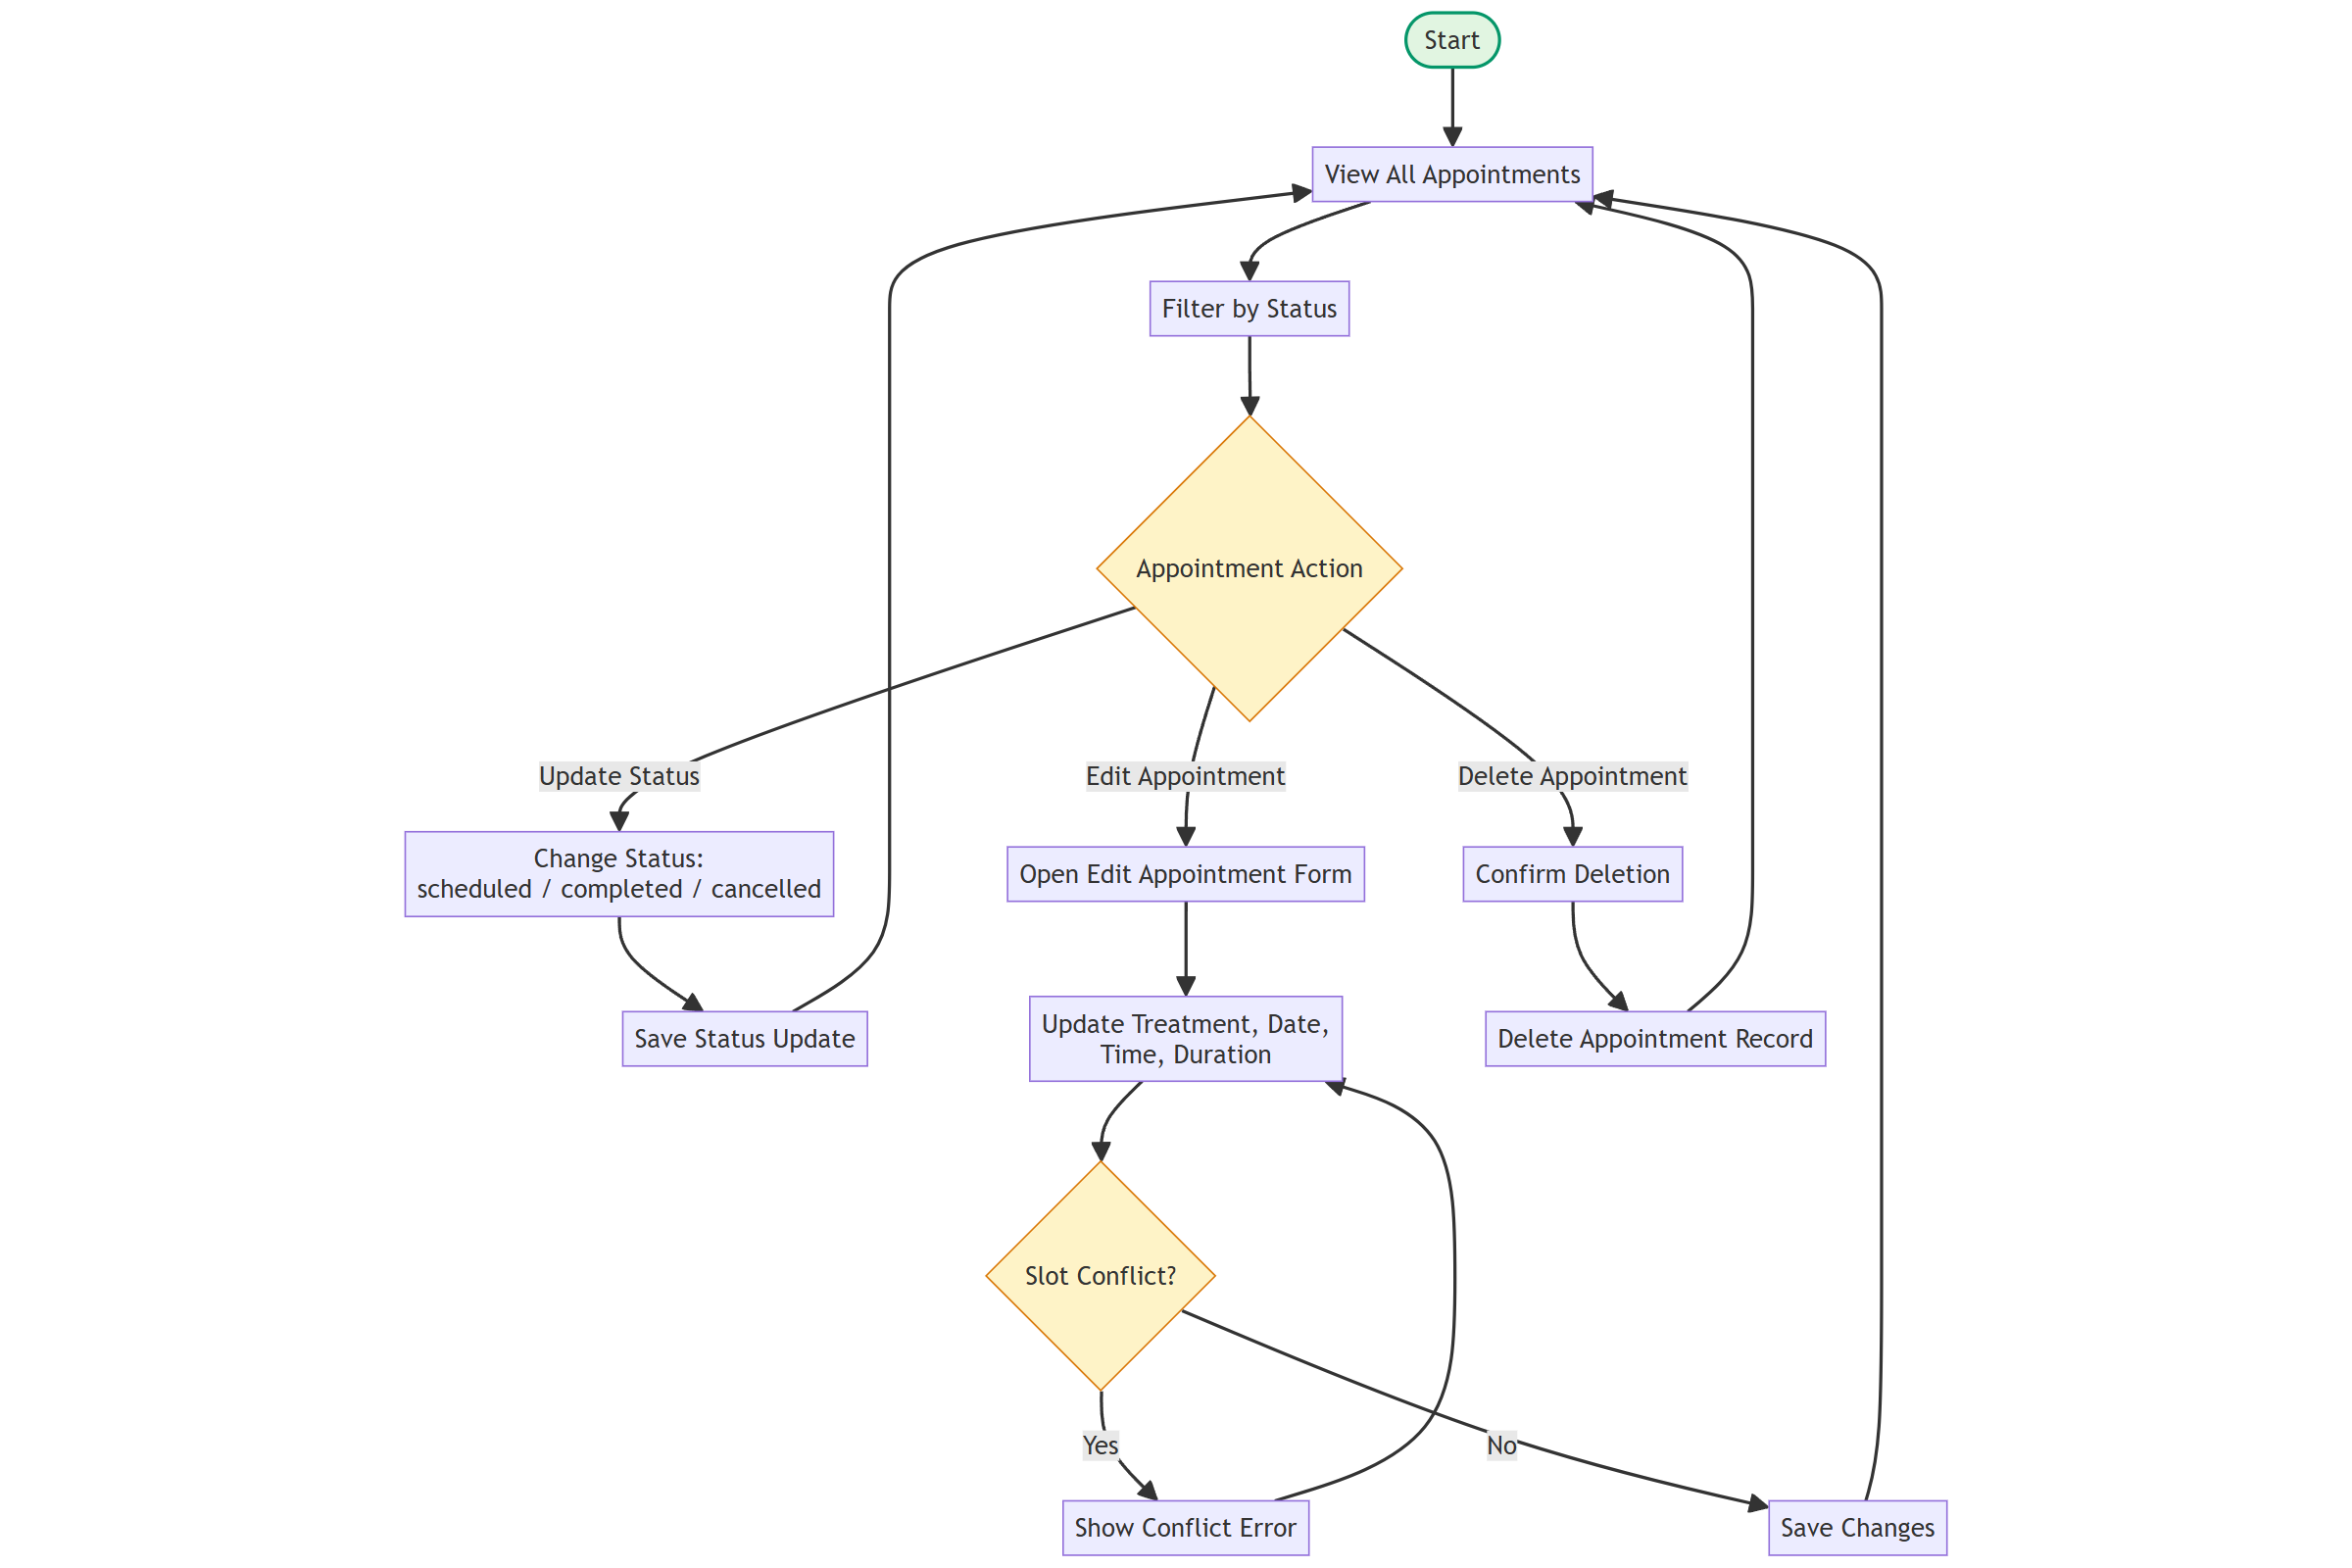 Start
View All Appointments
Filter by Status
Appointment Action
Update Status
Edit Appointment
Delete Appointment
Change Status:
scheduled / completed / cancelled
Open Edit Appointment Form
Confirm Deletion
Save Status Update
Update Treatment, Date,
Time, Duration
Delete Appointment Record
Slot Conflict?
Yes
No
Show Conflict Error
Save Changes